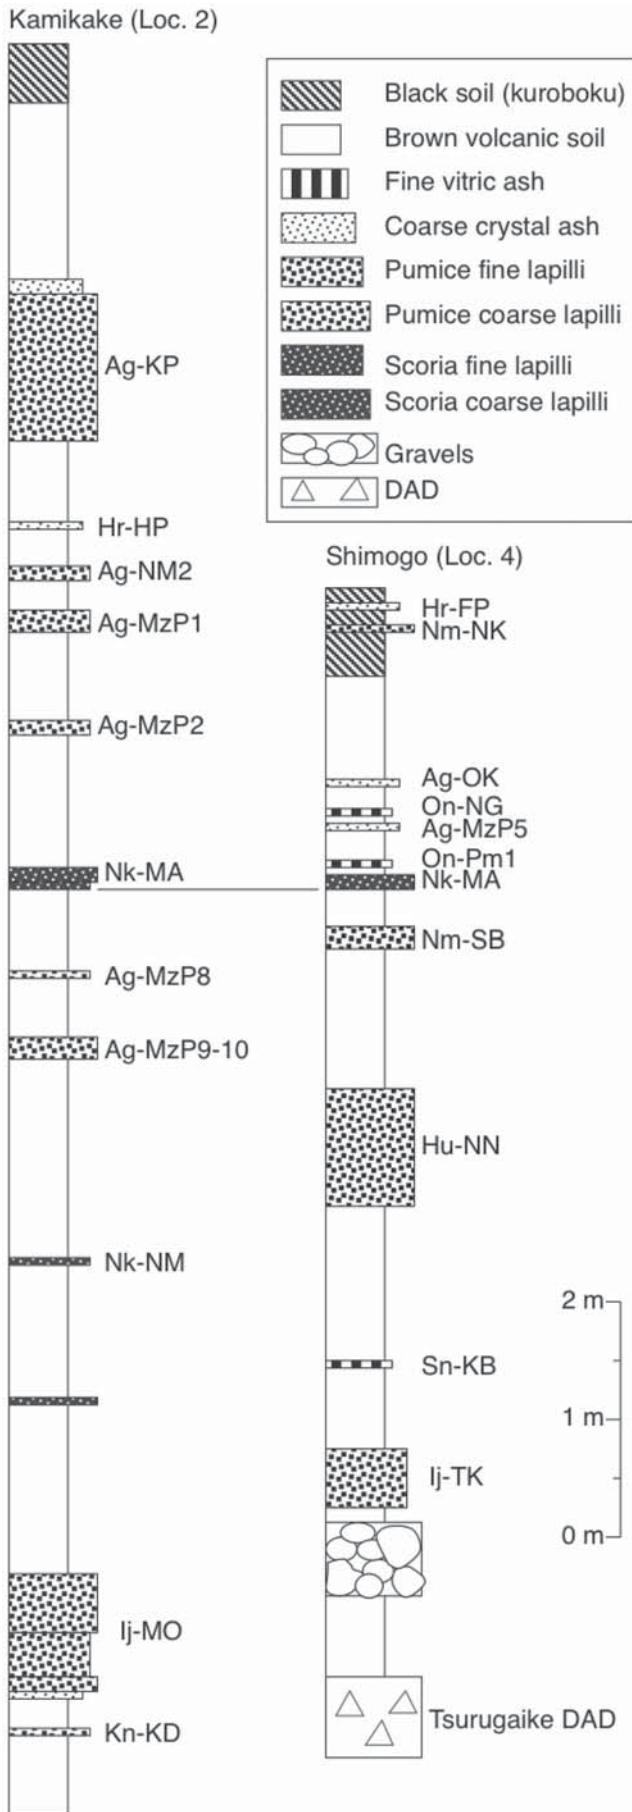 Kamikake (Loc. 2)
Black soil (kuroboku)
Brown volcanic soil
Fine vitric ash
Coarse crystal ash
Pumice fine lapilli
Pumice coarse lapilli
Scoria fine lapilli
Scoria coarse lapilli
Gravels
DAD
Ag-KP
Hr-HP
Ag-NM2
Ag-MzP1
Ag-MzP2
Nk-MA
Ag-MzP8
Ag-MzP9-10
Nk-NM
Ij-MO
Kn-KD
Shimogo (Loc. 4)
Hr-FP
Nm-NK
Ag-OK
On-NG
Ag-MzP5
On-Pm1
Nk-MA
Nm-SB
Hu-NN
Sn-KB
Ij-TK
Tsurugaike DAD
2 m
1 m
0 m